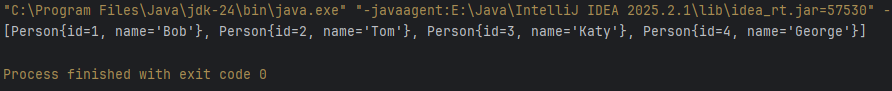 "C:\Program Files\Java\jdk-24\bin\java.exe" "-javaagent:E:\Java\IntelliJ IDEA 2025.2.1\lib\idea_rt.jar=57530" -
[Person{id=1, name='Bob'}, Person{id=2, name='Tom'}, Person{id=3, name='Katy'}, Person{id=4, name='George'}]
Process finished with exit code 0